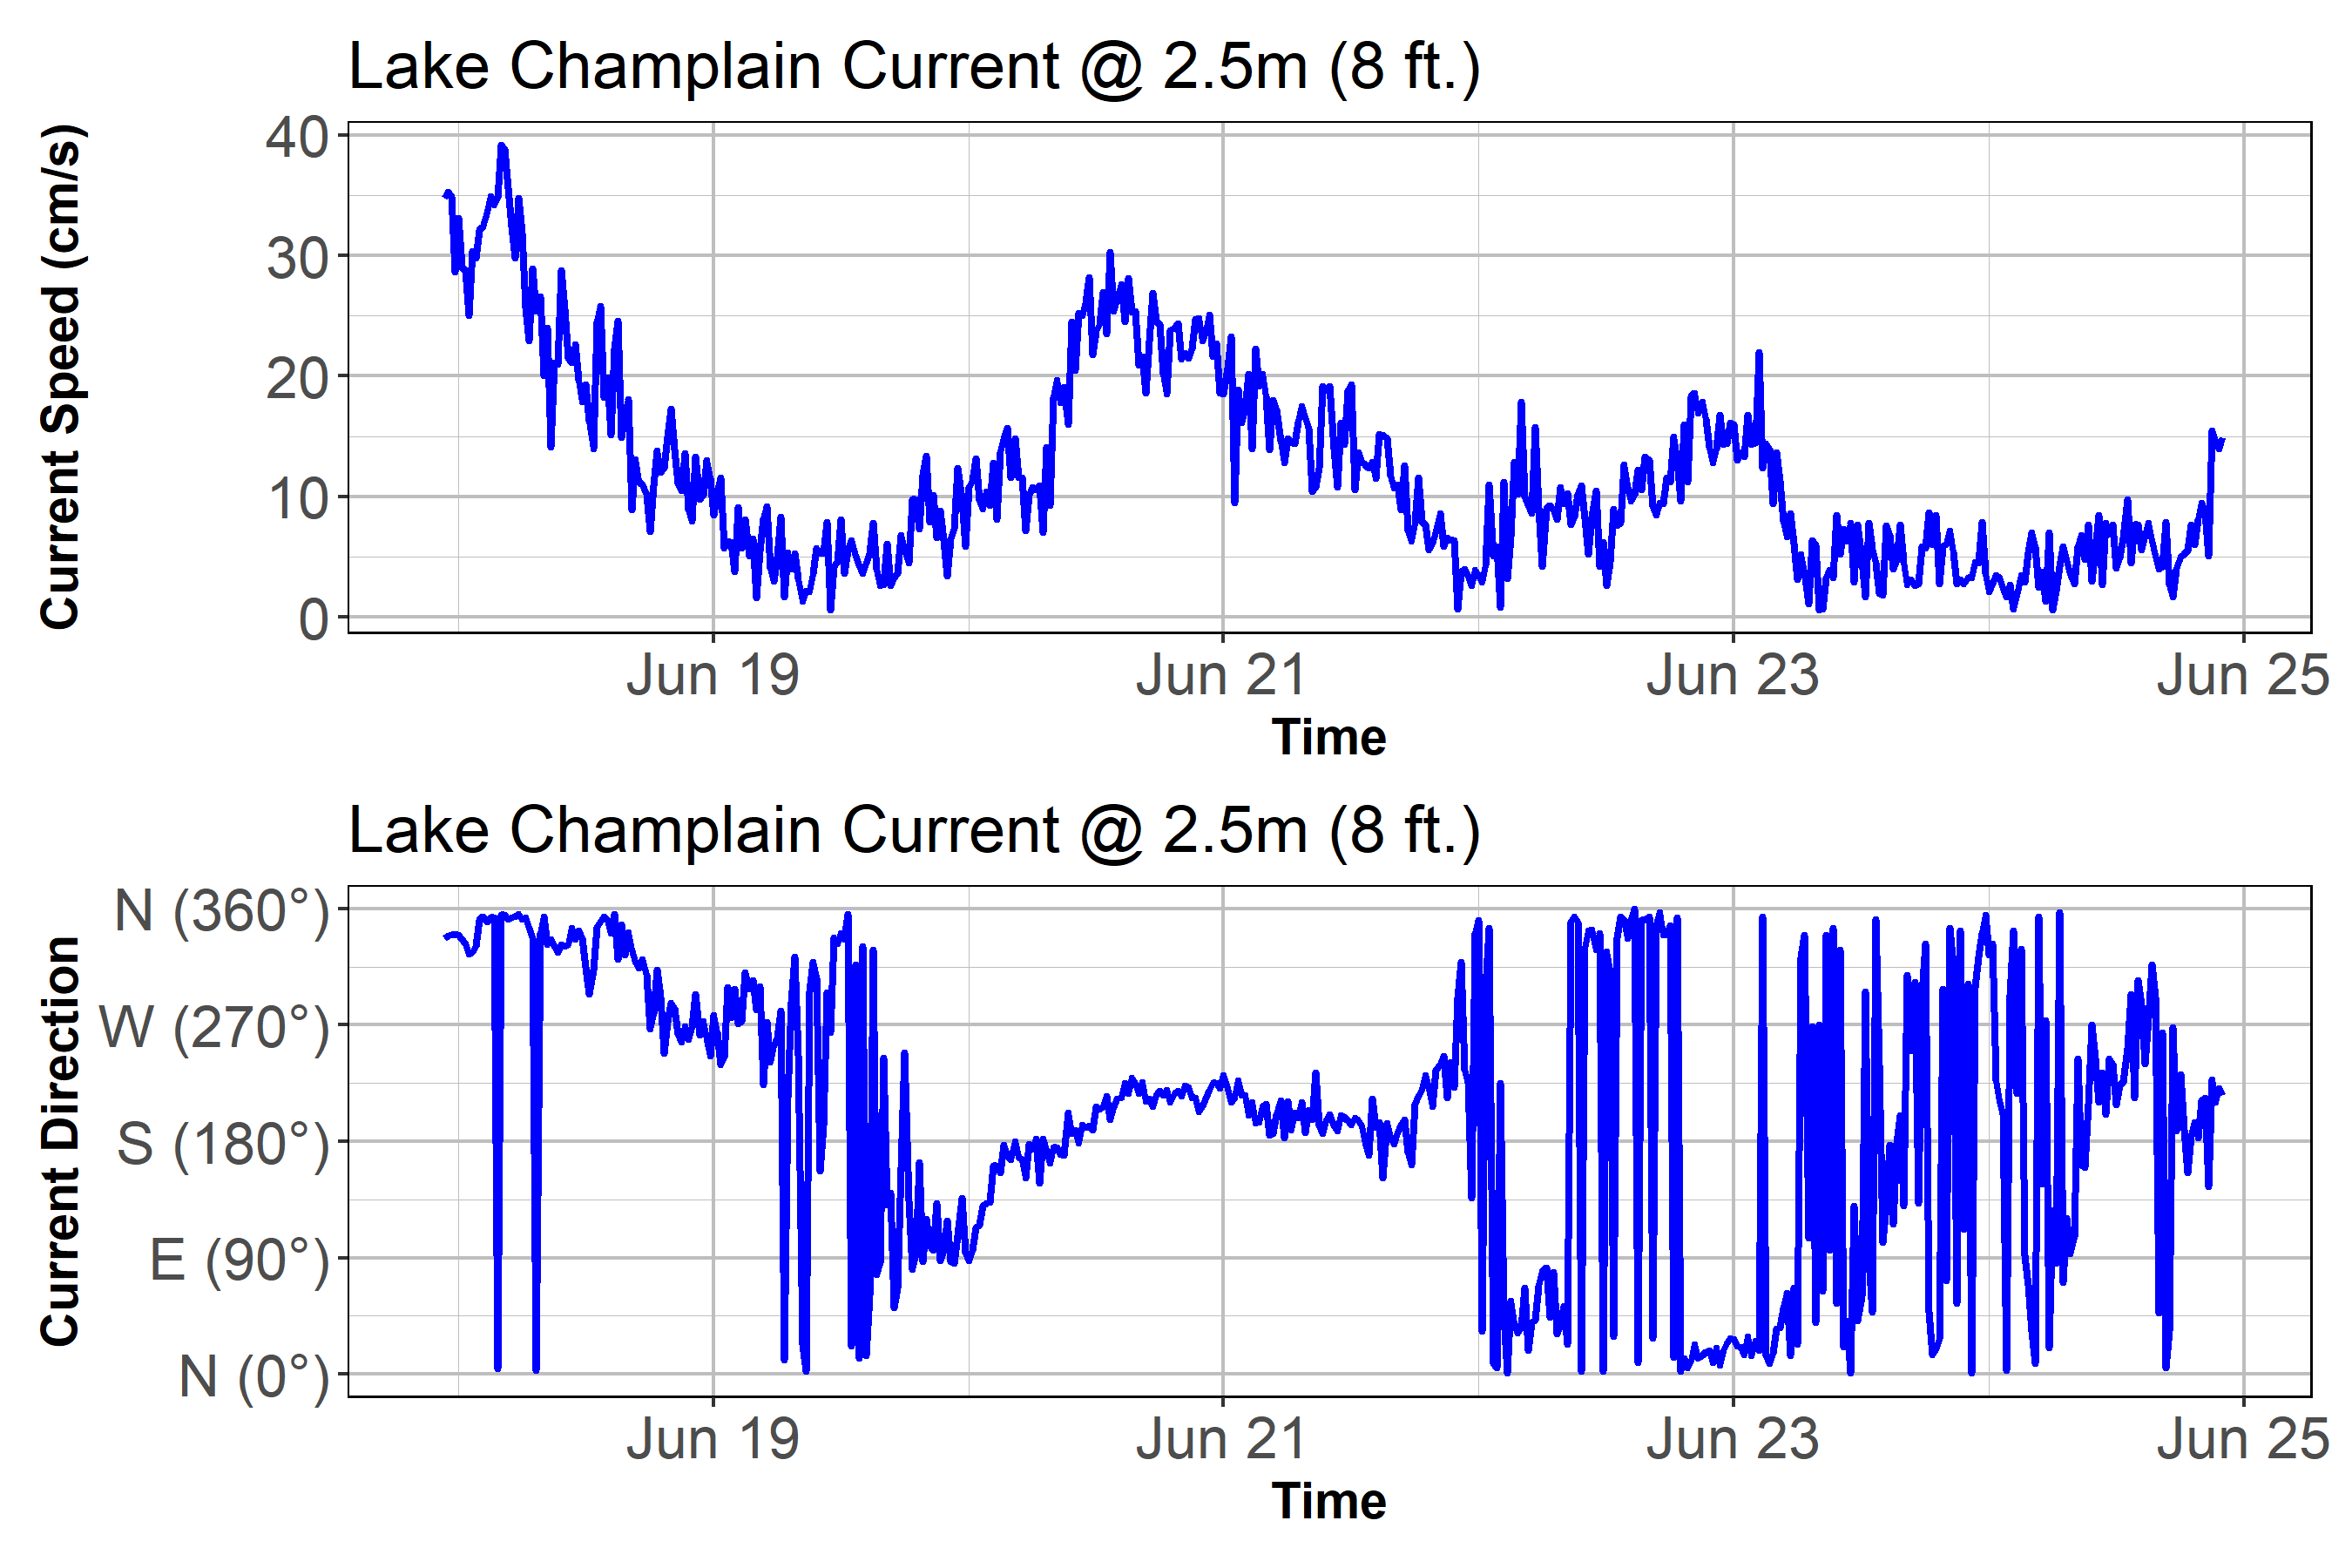 Lake Champlain Current @ 2.5m (8 ft.)
Current Speed (cm/s)
40
30
20
10
0
Jun 19 Jun 21 Jun 23 Jun 25
Time
Lake Champlain Current @ 2.5m (8 ft.)
Current Direction
N (360°)
W (270°)
S (180°)
E (90°)
N (0°)
Jun 19 Jun 21 Jun 23 Jun 25
Time